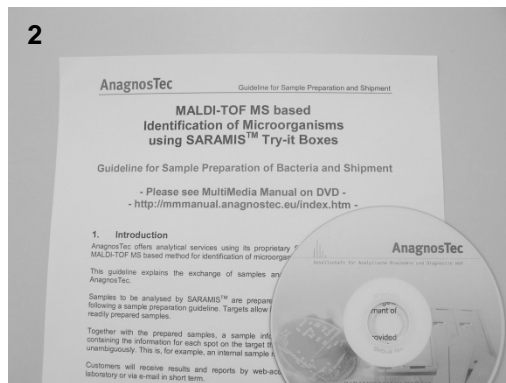 2
AnagnosTec
Guideline for Sample Preparation and Shipment
MALDI-TOF MS based
Identification of Microorganisms
using SARAMIS™ Try-it Boxes
Guideline for Sample Preparation of Bacteria and Shipment
- Please see MultiMedia Manual on DVD -
- http://mmmanual.anagnostec.eu/index.htm -
1. Introduction
AnagnosTec offers analytical services using its proprietary
MALDI-TOF MS based method for identification of microorgan
This guideline explains the exchange of samples an
AnagnosTec.
Samples to be analysed by SARAMIS™ are prepare
following a sample preparation guideline. Targets allow
readily prepared samples.
Together with the prepared samples, a sample info
containing the information for each spot on the target th
unambiguously. This is, for example, an internal sample
Customers will receive results and reports by web-acc
laboratory or via e-mail in short term.
AnagnosTec
ment of
rovided